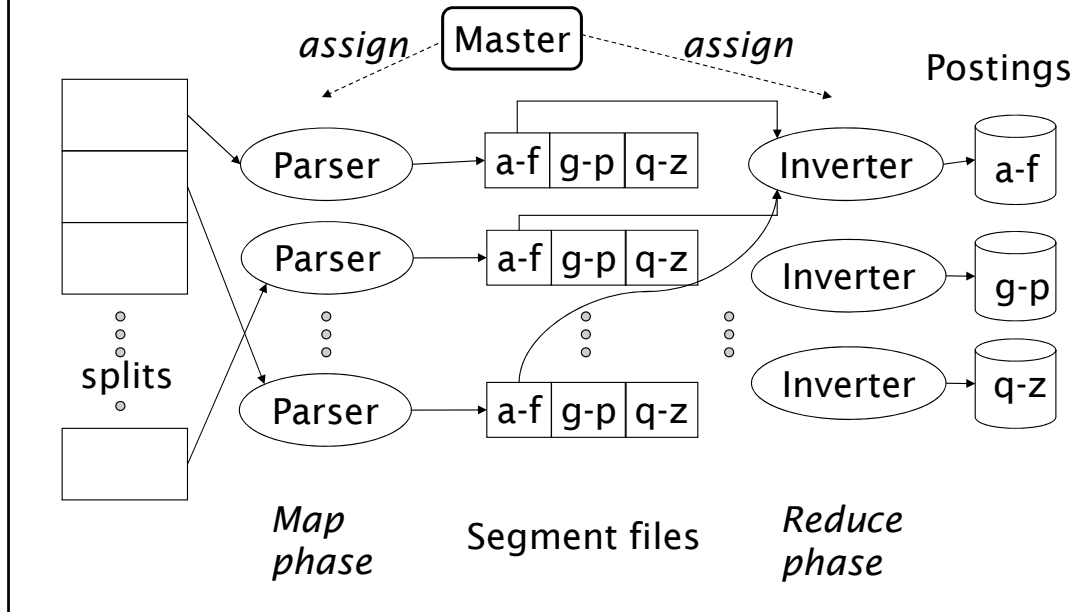 assign
Master
assign
Postings
Parser
a-f g-p q-z
Inverter
a-f
Parser
a-f g-p q-z
Inverter
g-p
splits
Parser
a-f g-p q-z
Inverter
q-z
Map
phase
Segment files
Reduce
phase